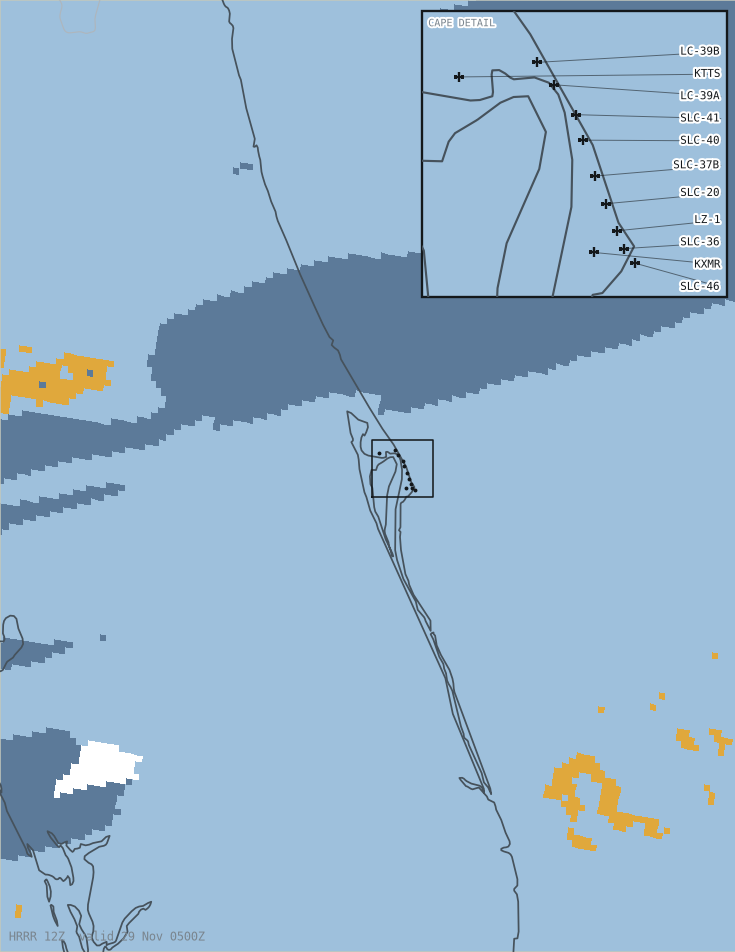 CAPE DETAIL
LC-39B
KTTS
LC-39A
SLC-41
SLC-40
SLC-37B
SLC-20
LZ-1
SLC-36
KXMR
SLC-46
HRRR 12Z valid 29 Nov 0500Z